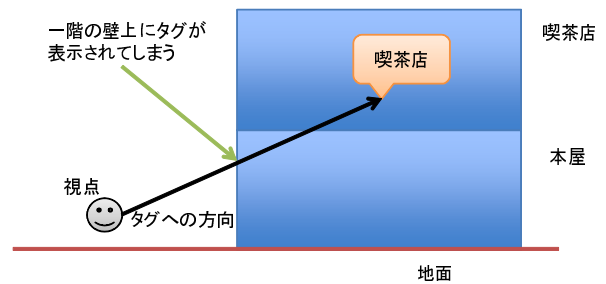 一階の壁上にタグが
表示されてしまう
喫茶店
喫茶店
本屋
視点
タグへの方向
地面